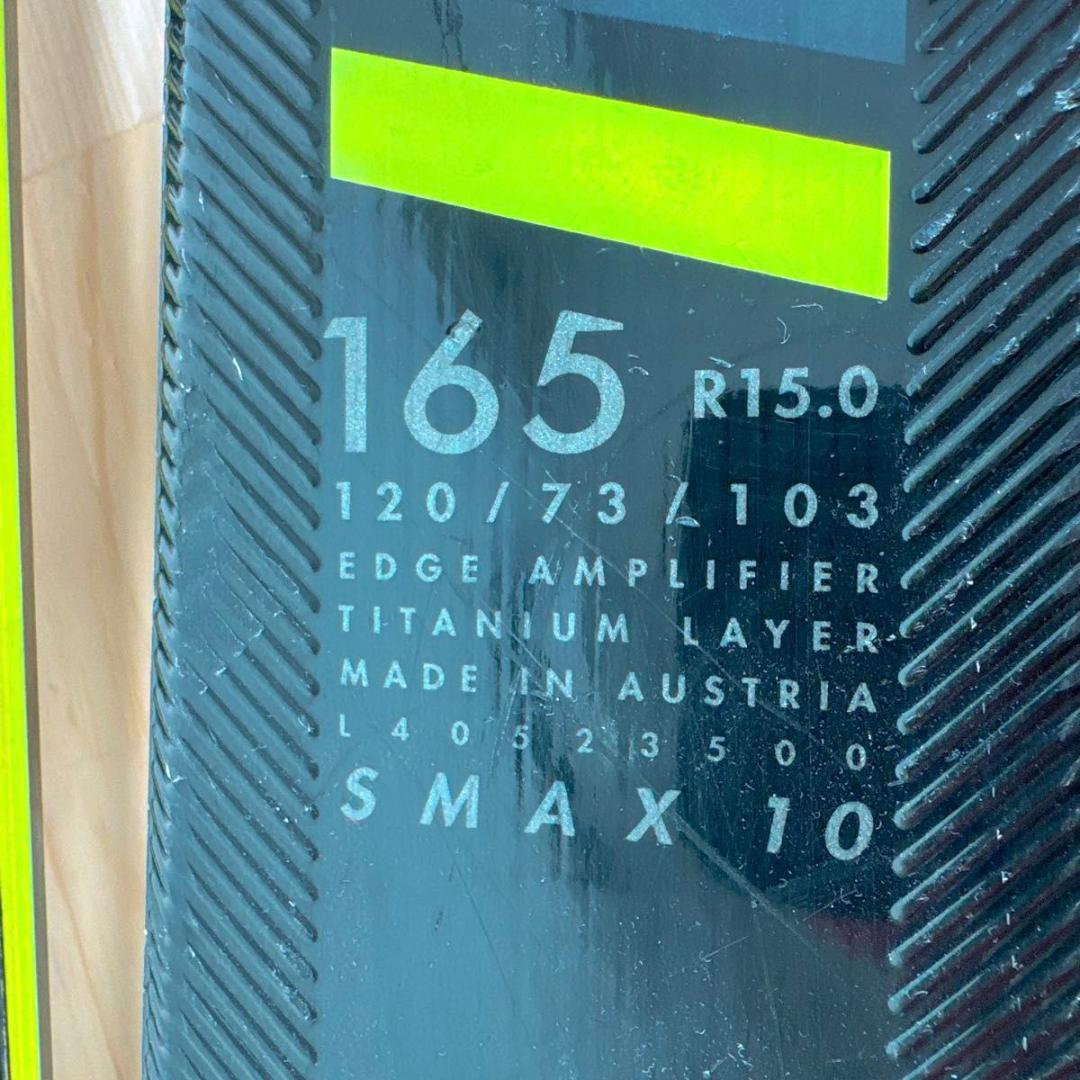 165 R15.0
120/73/103
EDGE AMPLIFIER
TITANIUM LAYER
MADE IN AUSTRIA
L40523500
SMAX 10